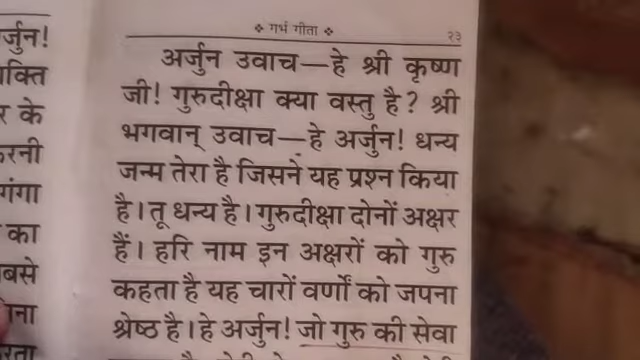 ❖ गर्भ गीता ❖
२३
अर्जुन उवाच—हे श्री कृष्ण
जी! गुरुदीक्षा क्या वस्तु है? श्री
भगवान् उवाच—हे अर्जुन! धन्य
जन्म तेरा है जिसने यह प्रश्न किया
है। तू धन्य है। गुरुदीक्षा दोनों अक्षर
हैं। हरि नाम इन अक्षरों को गुरु
कहता है यह चारों वर्णों को जपना
श्रेष्ठ है। हे अर्जुन! जो गुरु की सेवा